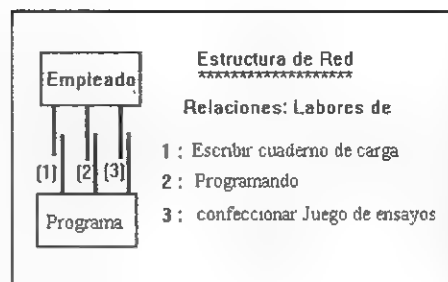 Empleado
Estructura de Red
*******************
Relaciones: Labores de
(1) (2) (3)
1 : Escribir cuaderno de carga
2 : Programando
3 : confeccionar Juego de ensayos
Programa